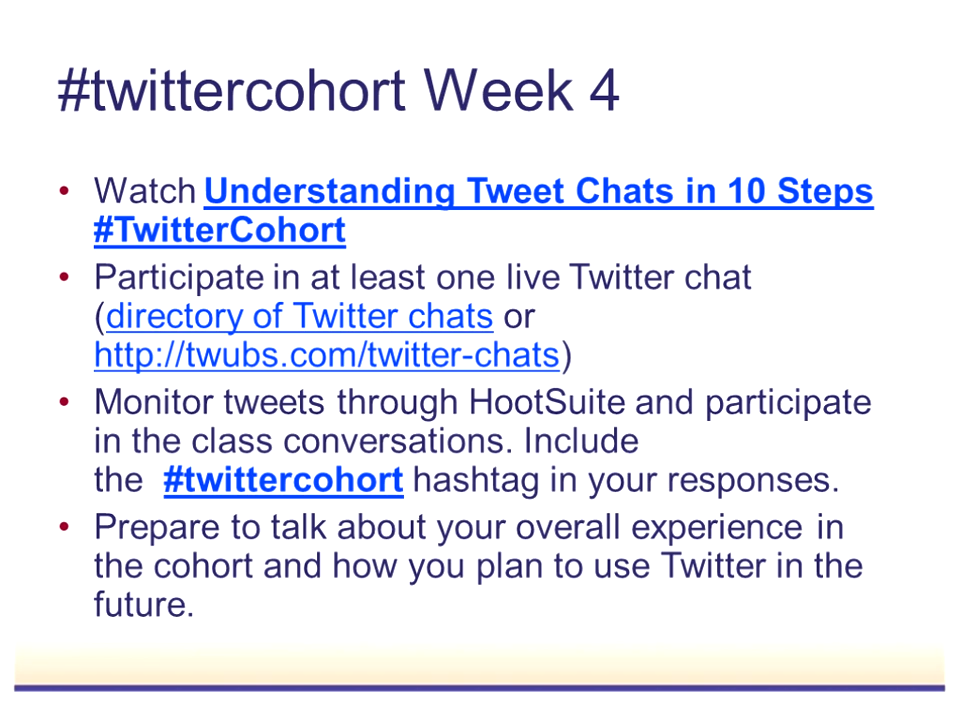 #twittercohort Week 4
• Watch Understanding Tweet Chats in 10 Steps
#TwitterCohort
• Participate in at least one live Twitter chat
(directory of Twitter chats or
http://twubs.com/twitter-chats)
• Monitor tweets through HootSuite and participate
in the class conversations. Include
the  #twittercohort hashtag in your responses.
• Prepare to talk about your overall experience in
the cohort and how you plan to use Twitter in the
future.